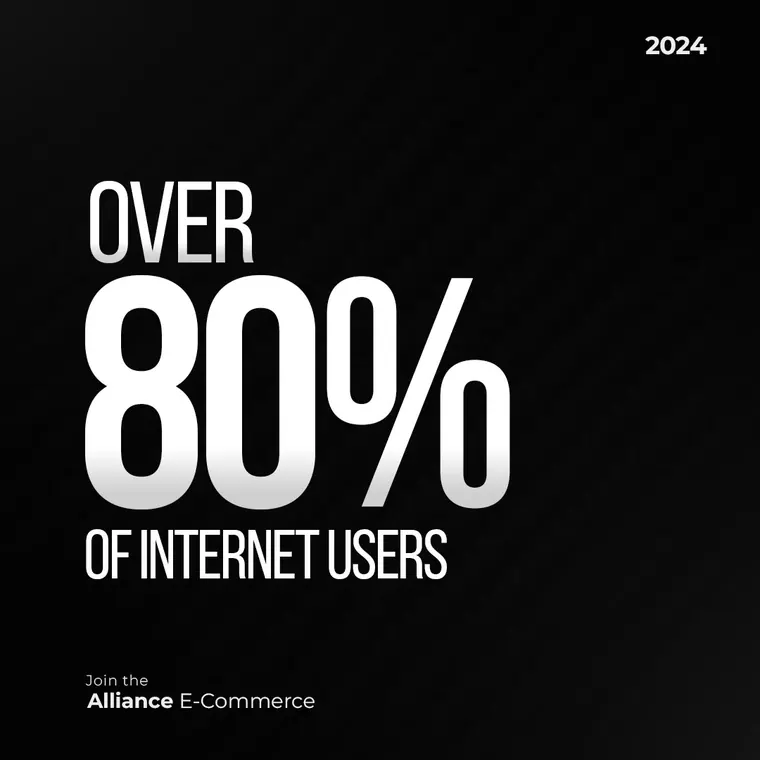 2024
OVER
80%
OF INTERNET USERS
Join the
Alliance E-Commerce